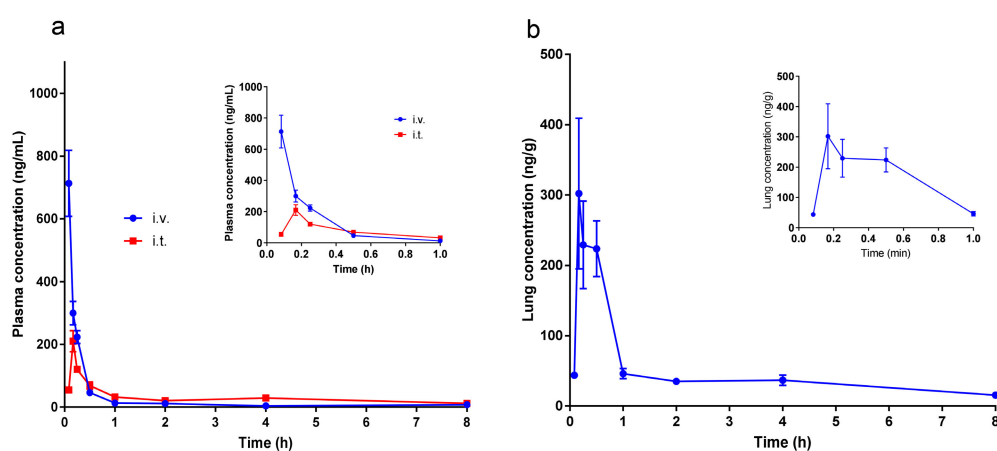 a
Plasma concentration (ng/mL)
1000
800
600
400
200
0
0 1 2 3 4 5 6 7 8
Time (h)
i.v.
i.t.
Plasma concentration (ng/mL)
1000
800
600
400
200
0
0.0 0.2 0.4 0.6 0.8 1.0
Time (h)
i.v.
i.t.
b
Lung concentration (ng/g)
500
400
300
200
100
0
0 1 2 3 4 5 6 7 8
Time (h)
Lung concentration (ng/g)
500
400
300
200
100
0
0.0 0.2 0.4 0.6 0.8 1.0
Time (min)